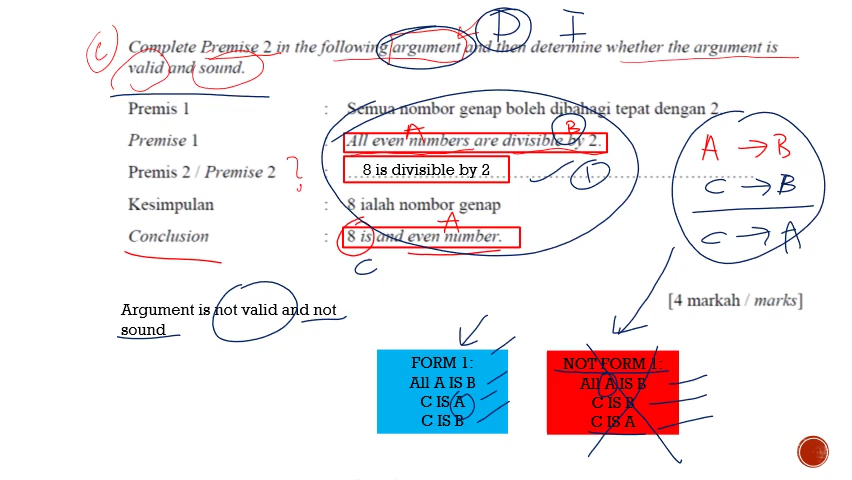 D I
(c) Complete Premise 2 in the following argument and then determine whether the argument is
valid and sound.
Premis 1 : Semua nombor genap boleh dibahagi tepat dengan 2.
A B
Premise 1 : All even numbers are divisible by 2.
A → B
Premis 2 / Premise 2 ? : 8 is divisible by 2 ①
C → B
Kesimpulan : 8 ialah nombor genap
A
Conclusion : 8 is and even number.
C → A
C
[4 markah / marks]
Argument is not valid and not
sound
FORM 1:
All A IS B
C IS A
C IS B
NOT FORM 1:
All A IS B
C IS B
C IS A